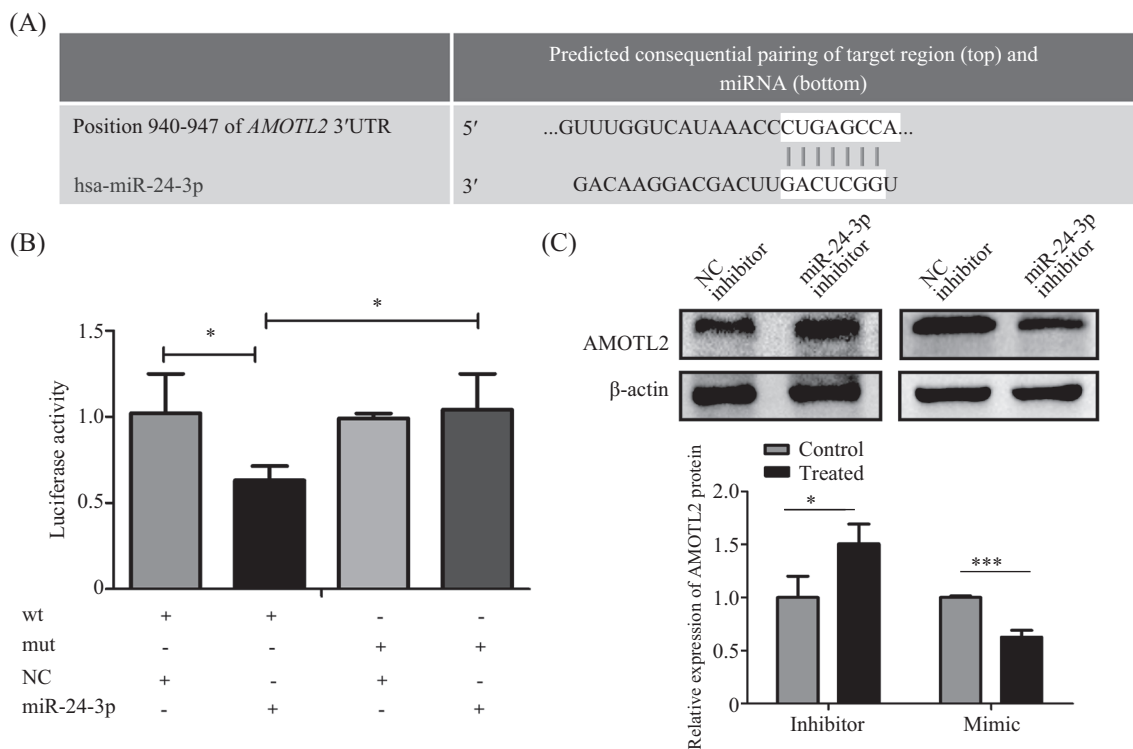 (A)
Predicted consequential pairing of target region (top) and
miRNA (bottom)
Position 940-947 of AMOTL2 3′UTR 5′ ...GUUUGGUCAUAAACCCUGAGCCA...
hsa-miR-24-3p 3′ GACAAGGACGACUUGACUCGGU
(B)
Luciferase activity
1.5
1.0
0.5
0
*
*
wt + + - -
mut - - + +
NC + - + -
miR-24-3p - + - +
(C)
NC
inhibitor
miR-24-3p
inhibitor
NC
inhibitor
miR-24-3p
inhibitor
AMOTL2
β-actin
Control
Treated
Relative expression of AMOTL2 protein
2.0
1.5
1.0
0.5
0
*
***
Inhibitor Mimic